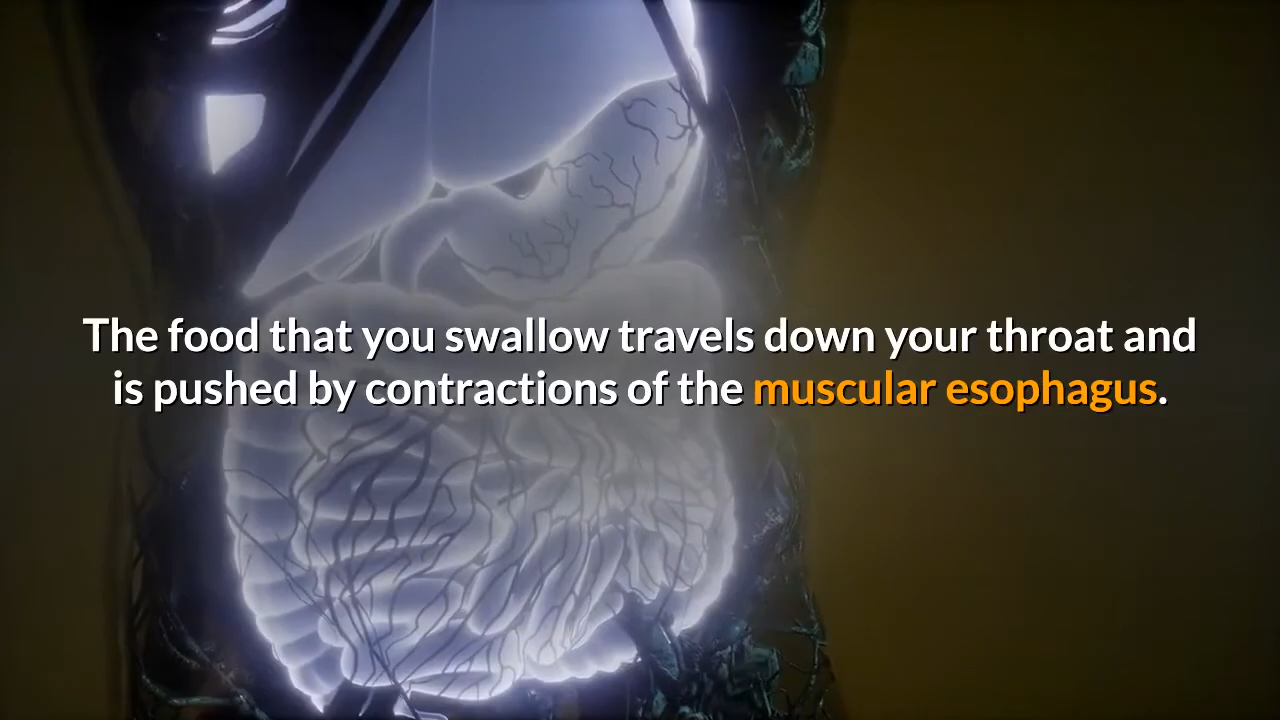 The food that you swallow travels down your throat and
is pushed by contractions of the muscular esophagus.